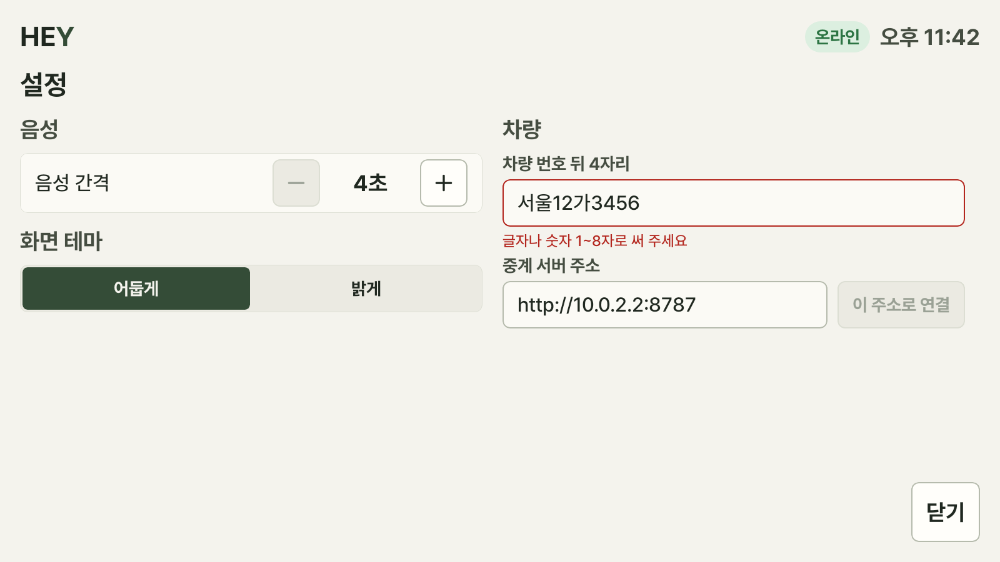 HEY
온라인 오후 11:42
설정
음성
음성 간격 − 4초 +
화면 테마
어둡게 밝게
차량
차량 번호 뒤 4자리
서울12가3456
글자나 숫자 1~8자로 써 주세요
중계 서버 주소
http://10.0.2.2:8787 이 주소로 연결
닫기